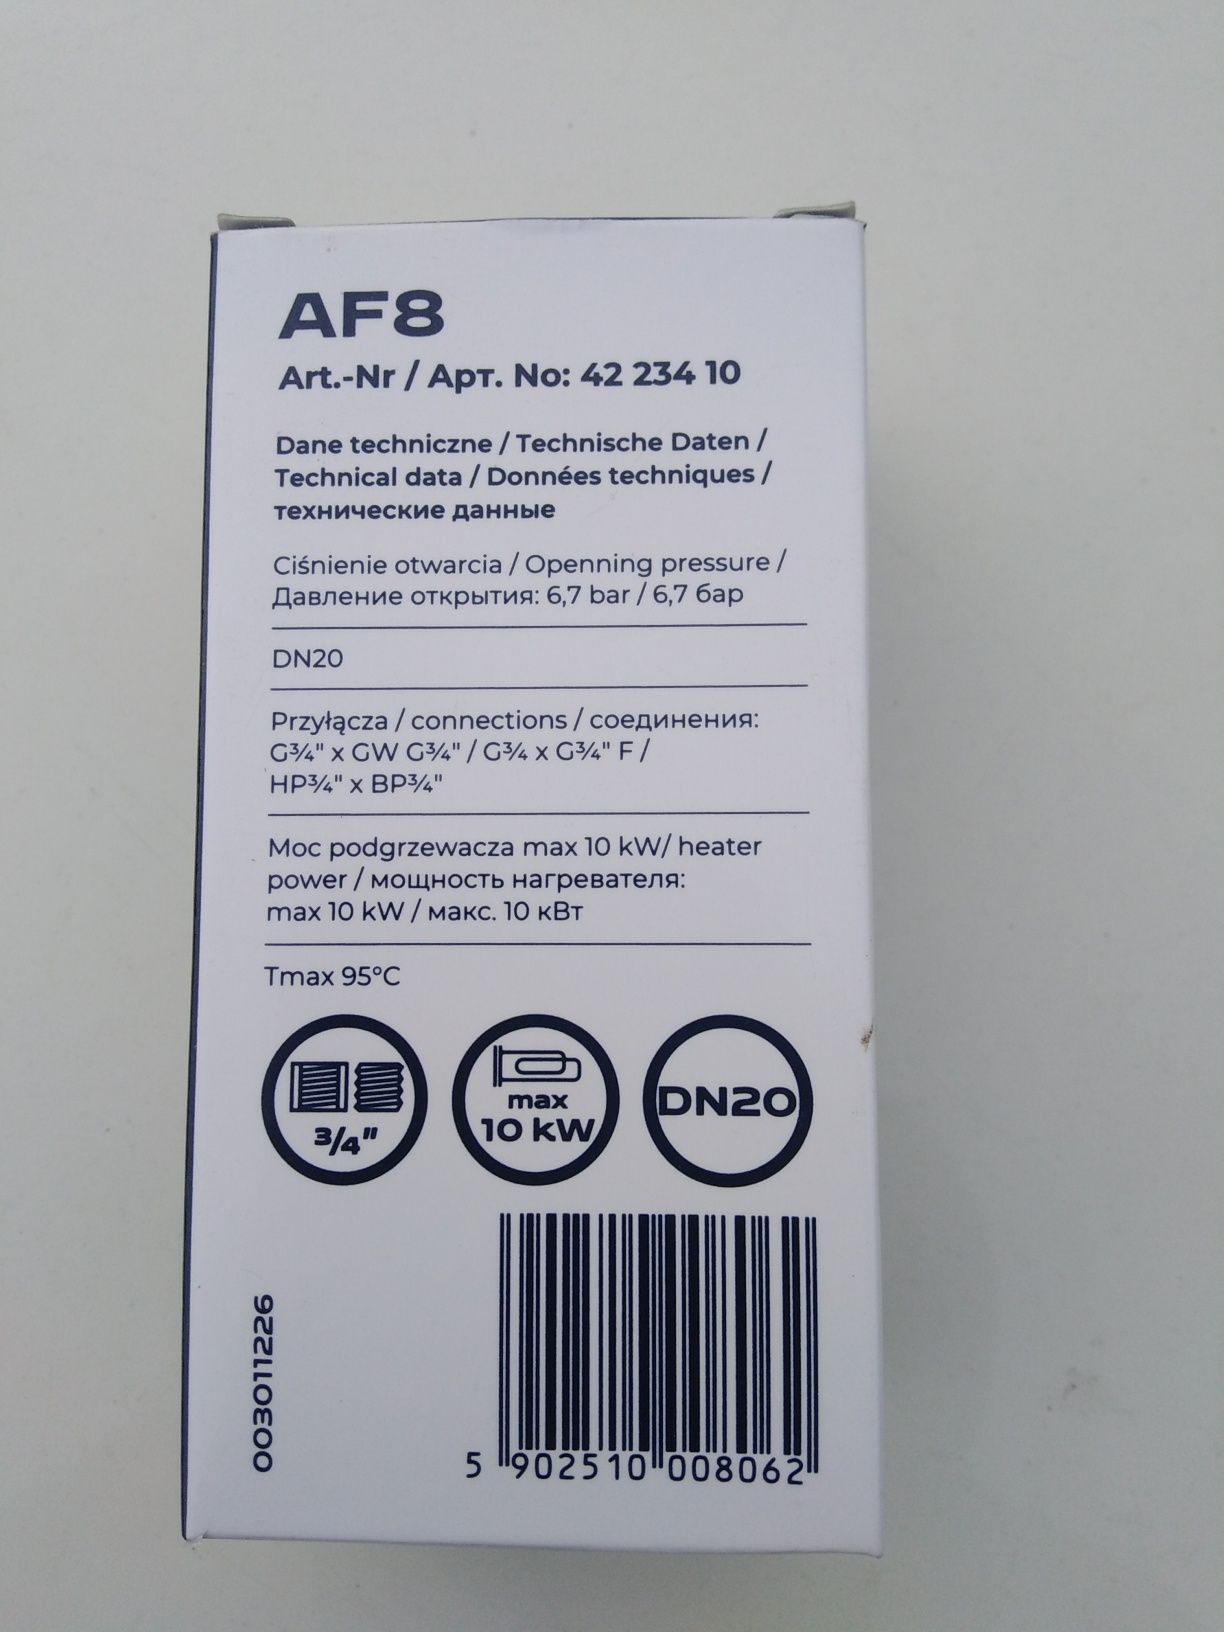 AF8
Art.-Nr / Арт. No: 42 234 10
Dane techniczne / Technische Daten /
Technical data / Données techniques /
технические данные
Ciśnienie otwarcia / Openning pressure /
Давление открытия: 6,7 bar / 6,7 бар
DN20
Przyłącza / connections / соединения:
G¾" x GW G¾" / G¾ x G¾" F /
НР¾" x ВР¾"
Moc podgrzewacza max 10 kW/ heater
power / мощность нагревателя:
max 10 kW / макс. 10 кВт
Tmax 95°C
3/4"
max
10 kW
DN20
00301226
5 902510 008062